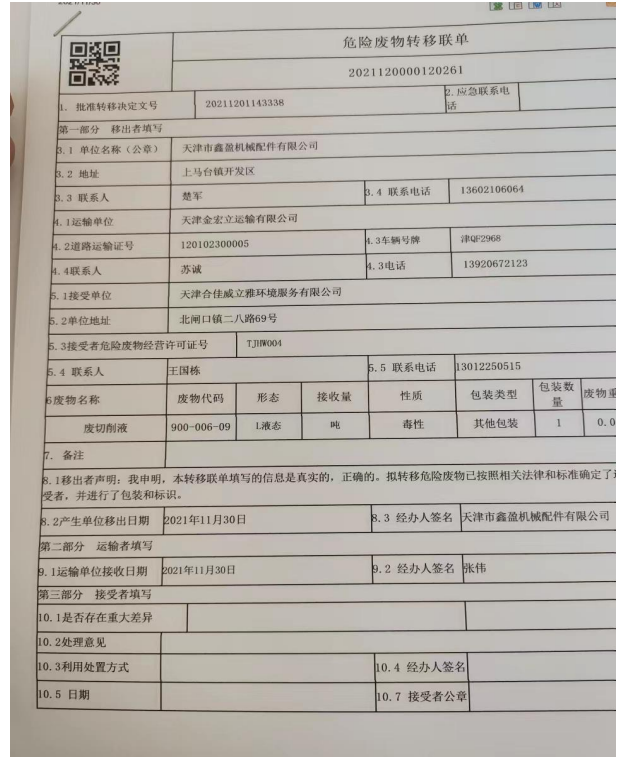 危险废物转移联单
2021120000120261
1. 批准转移决定文号 20211201143338 2.应急联系电话
第一部分 移出者填写
3.1 单位名称（公章） 天津市鑫盈机械配件有限公司
3.2 地址 上马台镇开发区
3.3 联系人 楚军 3.4 联系电话 13602106064
4.1运输单位 天津金宏立运输有限公司
4.2道路运输证号 120102300005 4.3车辆号牌 津QF2968
4.4联系人 苏诚 4.3电话 13920672123
5.1接受单位 天津合佳威立雅环境服务有限公司
5.2单位地址 北闸口镇二八路69号
5.3接受者危险废物经营许可证号 TJHW004
5.4 联系人 王国栋 5.5 联系电话 13012250515
6废物名称 废物代码 形态 接收量 性质 包装类型 包装数量 废物重
废切削液 900-006-09 L液态 吨 毒性 其他包装 1 0.0
7. 备注
8.1移出者声明：我申明，本转移联单填写的信息是真实的，正确的。拟转移危险废物已按照相关法律和标准确定了
受者，并进行了包装和标识。
8.2产生单位移出日期 2021年11月30日 8.3 经办人签名 天津市鑫盈机械配件有限公司
第二部分 运输者填写
9.1运输单位接收日期 2021年11月30日 9.2 经办人签名 张伟
第三部分 接受者填写
10.1是否存在重大差异
10.2处理意见
10.3利用处置方式 10.4 经办人签名
10.5 日期 10.7 接受者公章